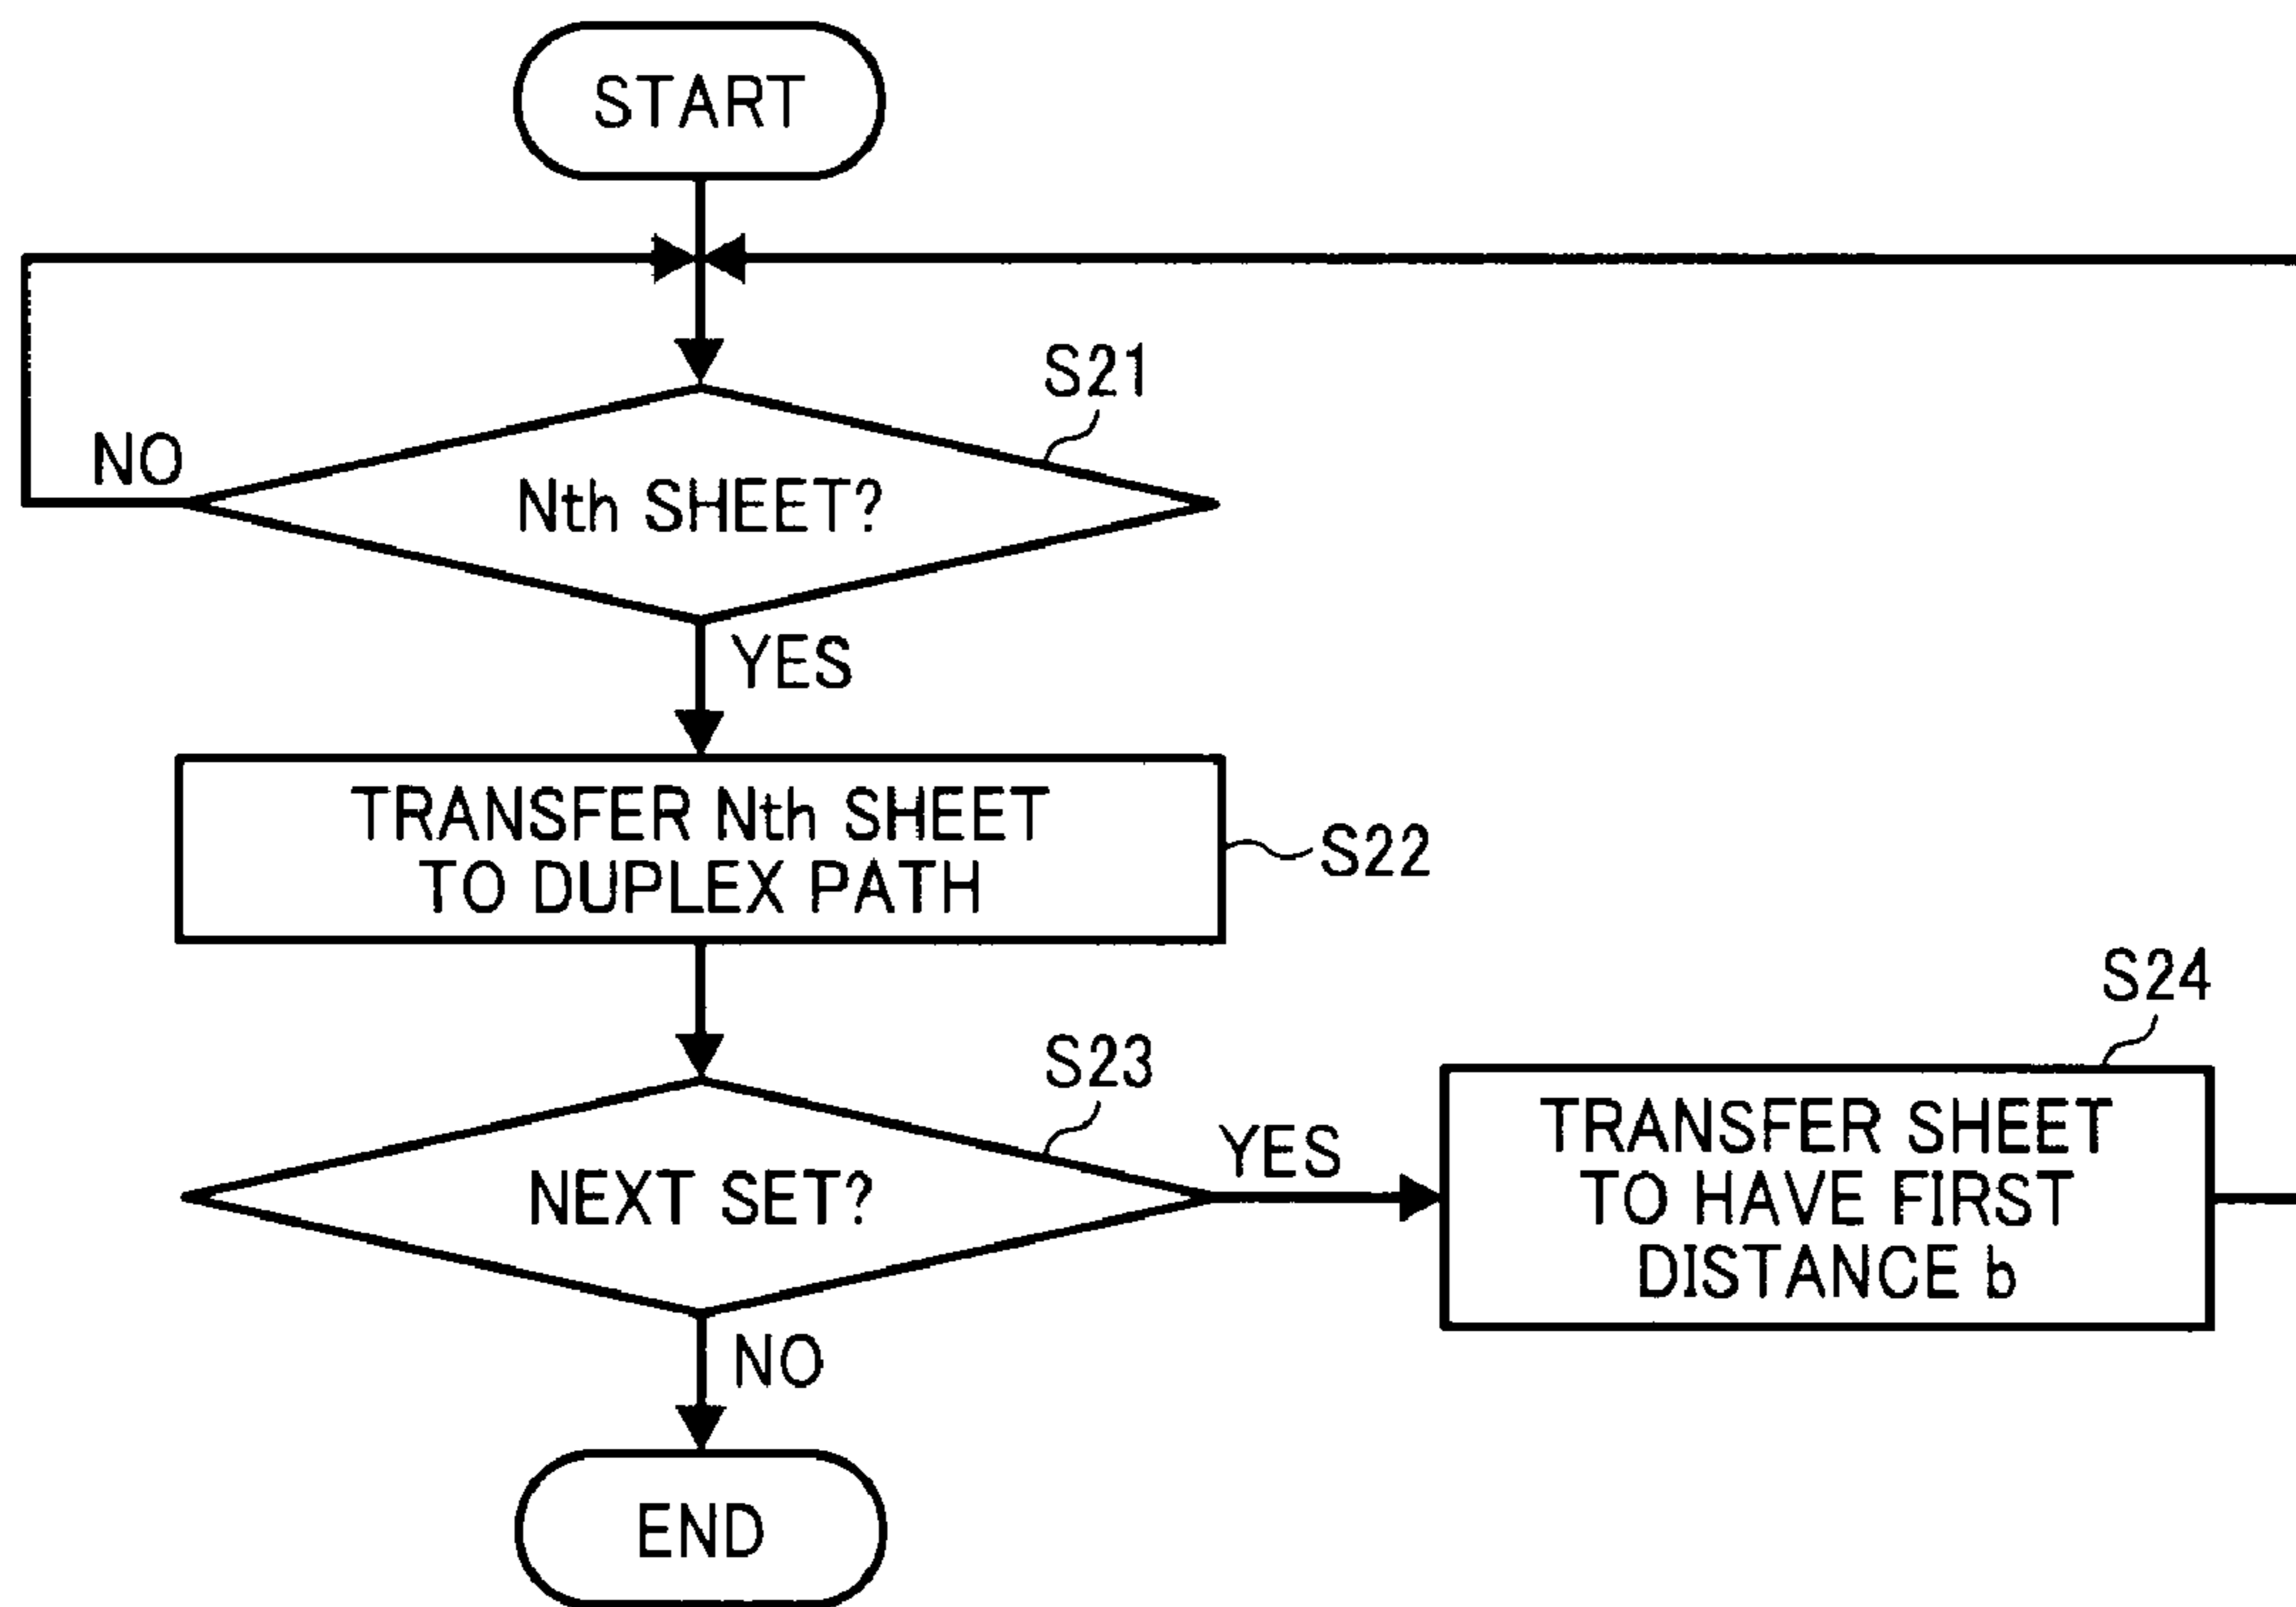 START
S21
NO
Nth SHEET?
YES
TRANSFER Nth SHEET
TO DUPLEX PATH
S22
S24
S23
YES
NEXT SET?
TRANSFER SHEET
TO HAVE FIRST
DISTANCE b
NO
END